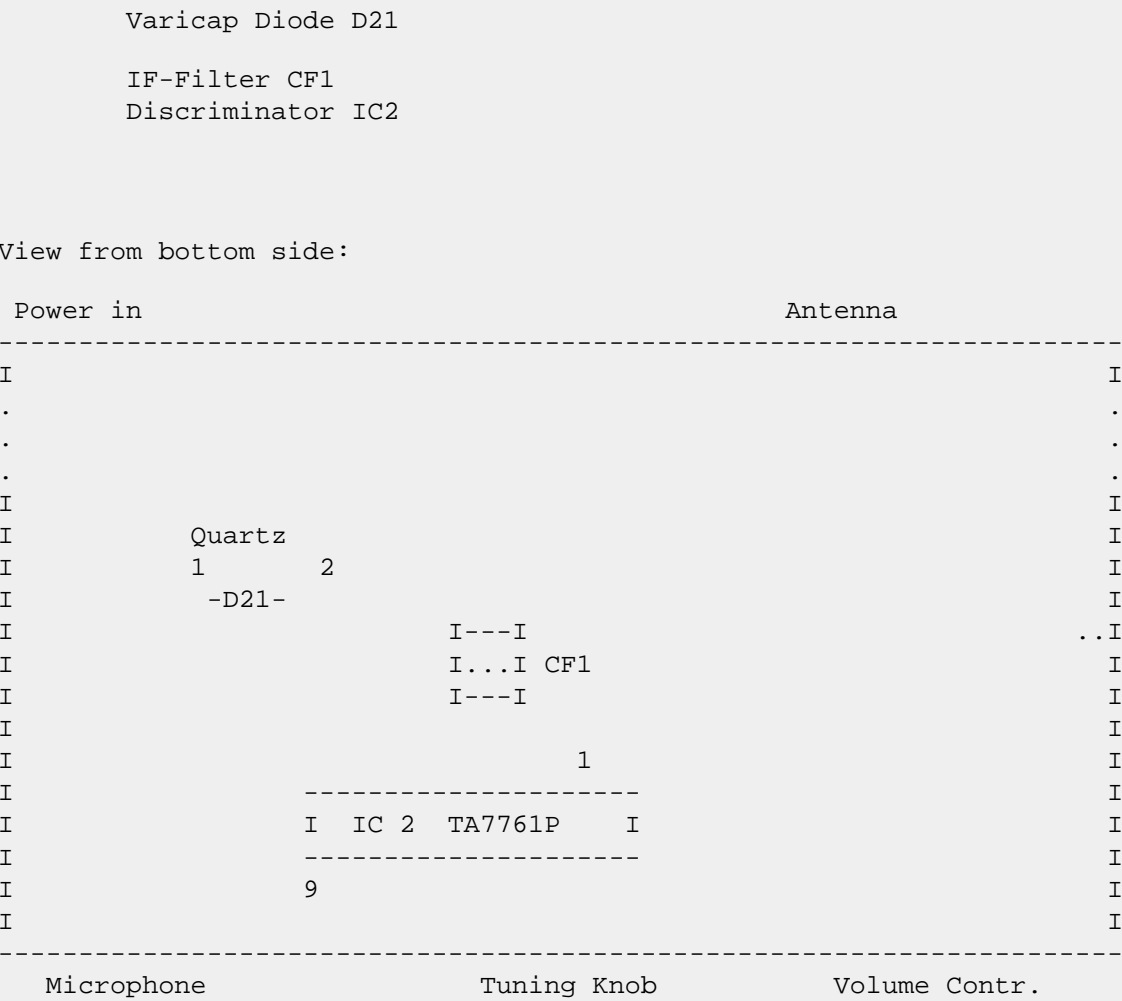 Varicap Diode D21
IF-Filter CF1
Discriminator IC2
View from bottom side:
Power in                                        Antenna
----------------------------------------------------------------------
I                                                                    I
.                                                                    .
.                                                                    .
.                                                                    .
I                                                                    I
I           Quartz                                                   I
I           1       2                                                I
I            -D21-                                                   I
I                           I---I                                  ..I
I                           I...I CF1                                I
I                           I---I                                    I
I                                                                    I
I                                   1                                I
I                  ---------------------                             I
I                  I  IC 2  TA7761P    I                             I
I                  ---------------------                             I
I                  9                                                 I
I                                                                    I
----------------------------------------------------------------------
Microphone                 Tuning Knob           Volume Contr.